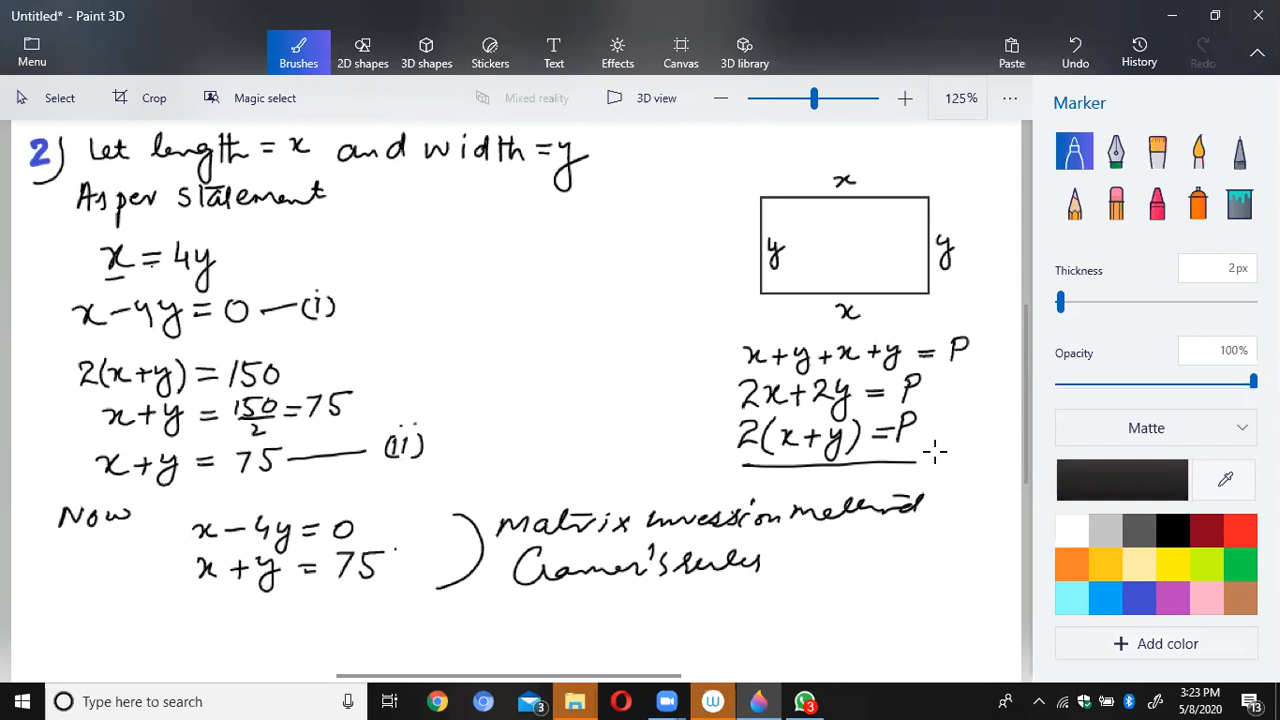 Untitled* - Paint 3D
Menu
Brushes
2D shapes
3D shapes
Stickers
Text
Effects
Canvas
3D library
Paste
Undo
History
Redo
Select
Crop
Magic select
Mixed reality
3D view
125%
2) Let length = x and width = y
As per statement
x = 4y
x - 4y = 0 — (i)
2(x+y) = 150
x + y = 150/2 = 75
x + y = 75 — (ii)
Now
x - 4y = 0
x + y = 75
Matrix inversion method
Cramer's rules
x
y
y
x
x + y + x + y = P
2x + 2y = P
2(x + y) = P
Marker
Thickness
2px
Opacity
100%
Matte
Add color
Type here to search
3
W
3
3:23 PM
5/8/2020
13